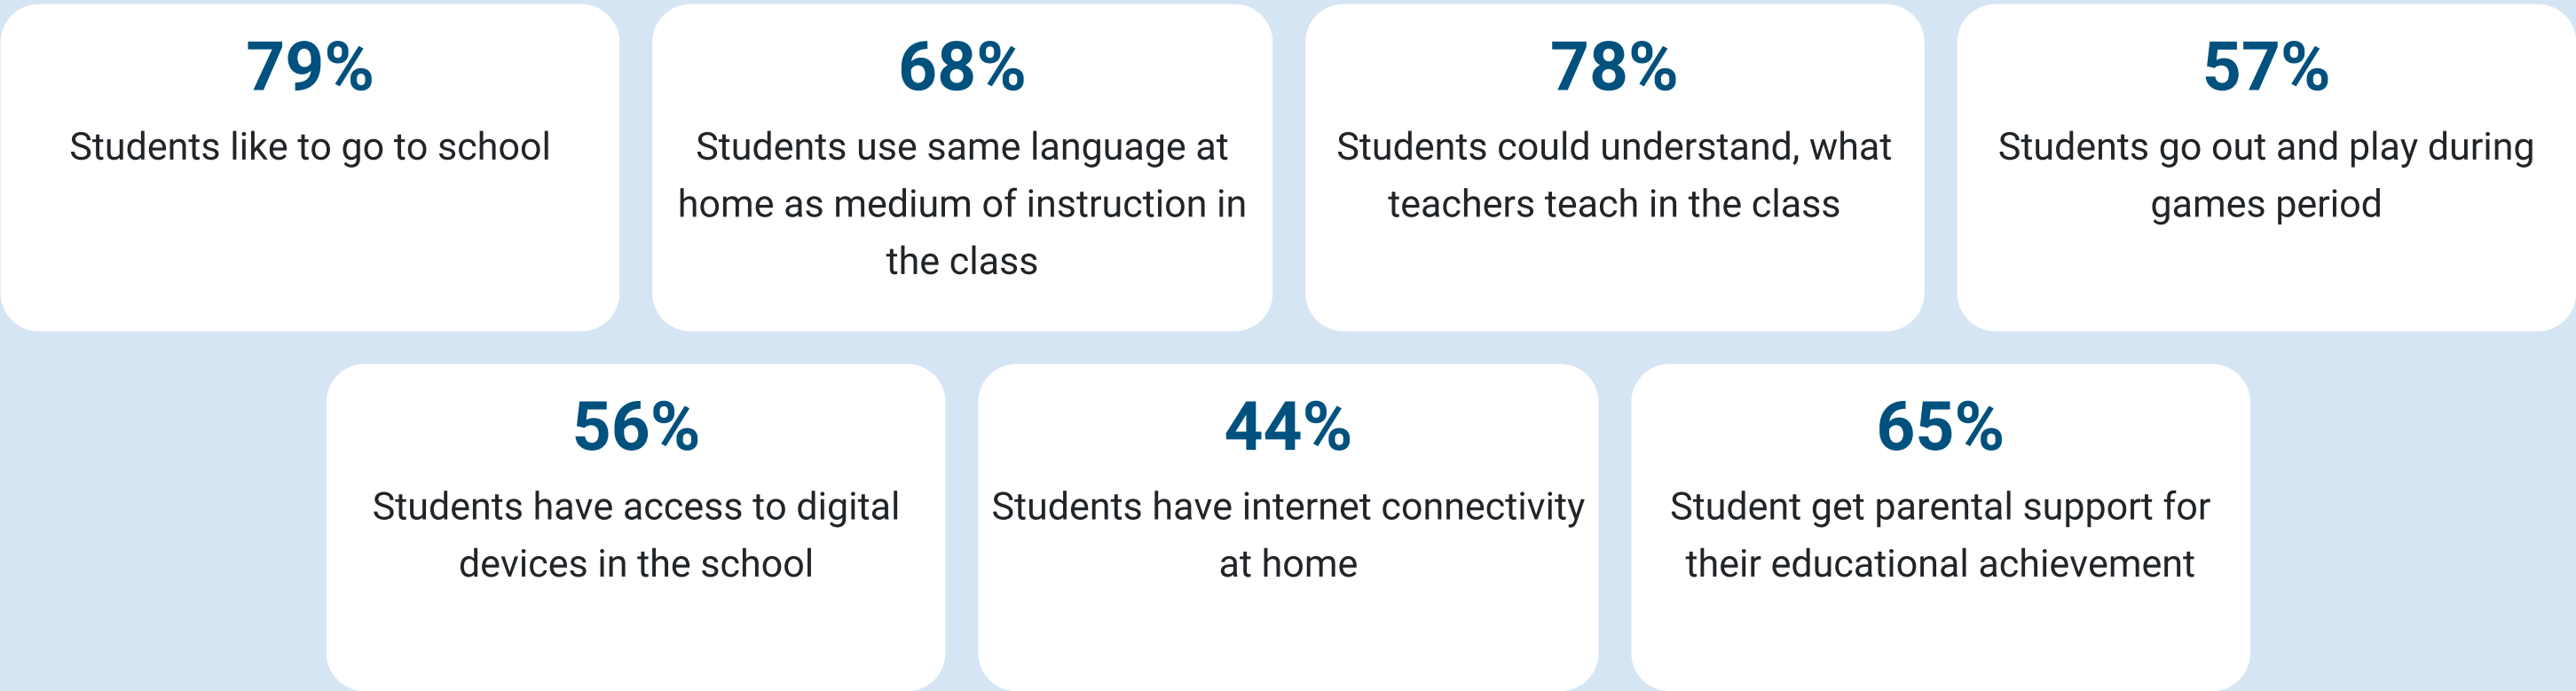 79%
Students like to go to school
68%
Students use same language at
home as medium of instruction in
the class
78%
Students could understand, what
teachers teach in the class
57%
Students go out and play during
games period
56%
Students have access to digital
devices in the school
44%
Students have internet connectivity
at home
65%
Student get parental support for
their educational achievement